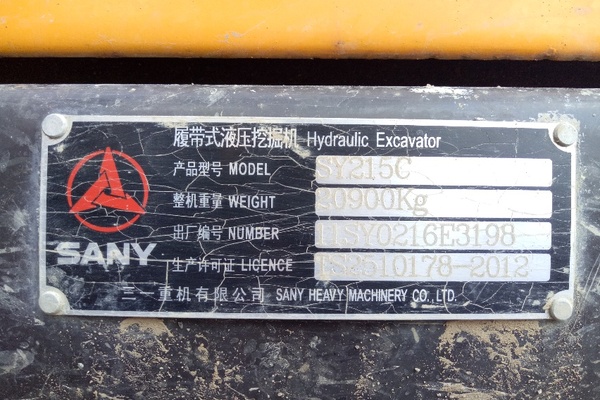 履带式液压挖掘机 Hydraulic Excavator
产品型号 MODEL SY215C
整机重量 WEIGHT 20900Kg
出厂编号 NUMBER 11SY0216E3198
生产许可证 LICENCE TS2510178-2012
SANY
三一重机有限公司 SANY HEAVY MACHINERY CO., LTD.